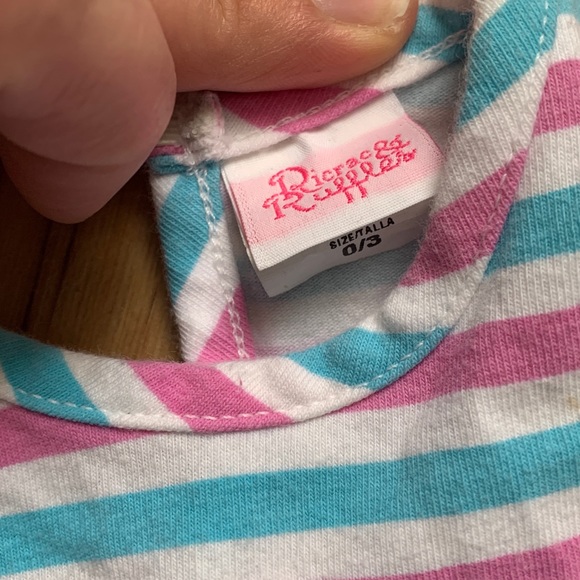 Ricrac &
Ruffles
SIZE/TALLA
0/3